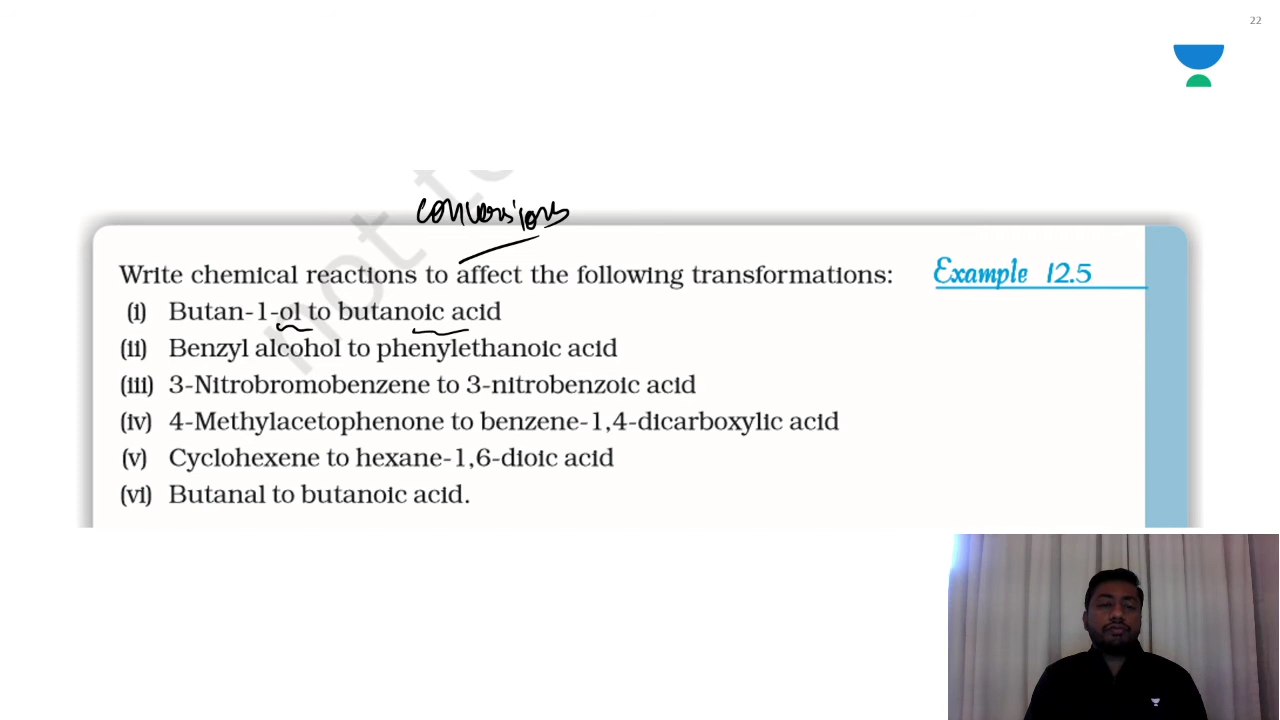 22
not to
conversions
Write chemical reactions to affect the following transformations:
Example 12.5
(i) Butan-1-ol to butanoic acid
(ii) Benzyl alcohol to phenylethanoic acid
(iii) 3-Nitrobromobenzene to 3-nitrobenzoic acid
(iv) 4-Methylacetophenone to benzene-1,4-dicarboxylic acid
(v) Cyclohexene to hexane-1,6-dioic acid
(vi) Butanal to butanoic acid.